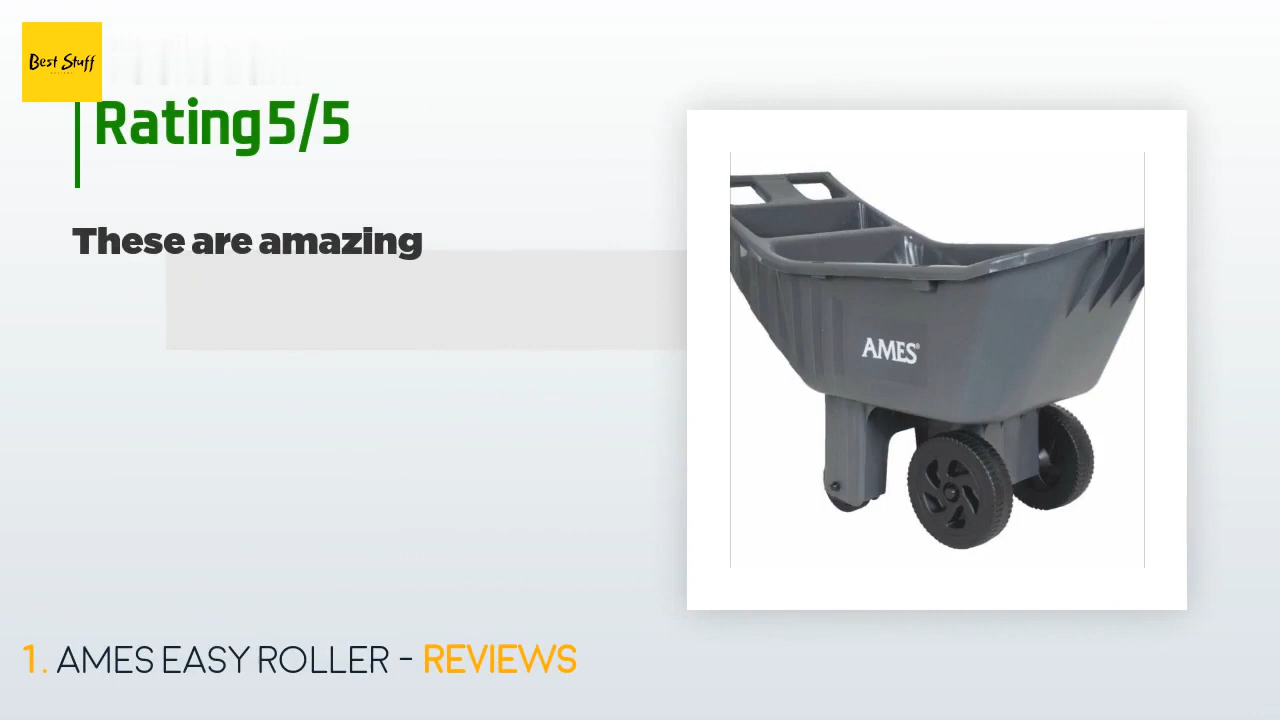 Best Stuff
Rating 5/5
These are amazing
AMES®
1. AMES EASY ROLLER - REVIEWS